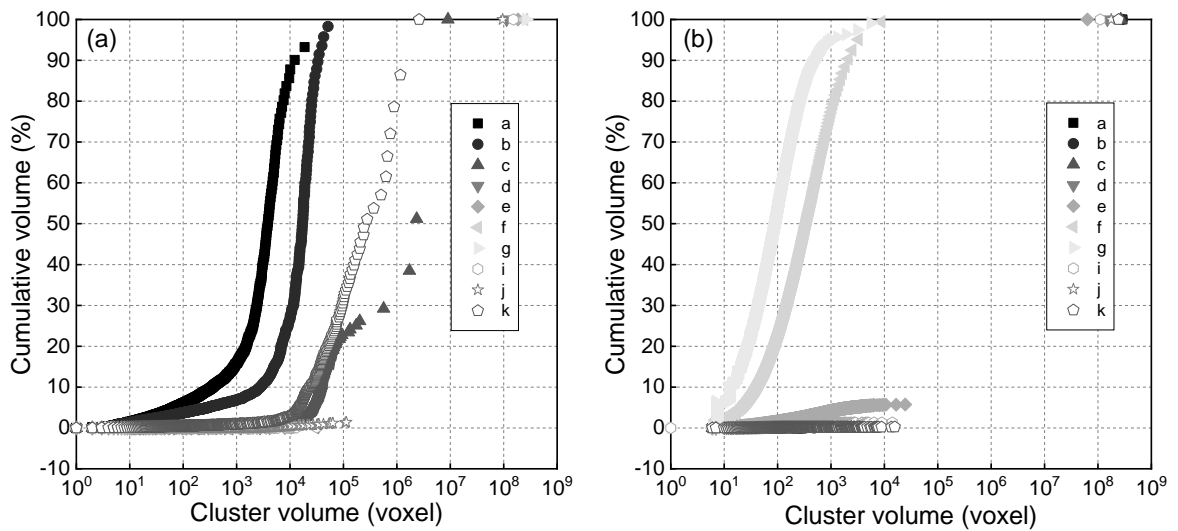 (a)
Cumulative volume (%)
100
90
80
70
60
50
40
30
20
10
0
-10
a
b
c
d
e
f
g
i
j
k
10⁰ 10¹ 10² 10³ 10⁴ 10⁵ 10⁶ 10⁷ 10⁸ 10⁹
Cluster volume (voxel)
(b)
Cumulative volume (%)
100
90
80
70
60
50
40
30
20
10
0
-10
a
b
c
d
e
f
g
i
j
k
10⁰ 10¹ 10² 10³ 10⁴ 10⁵ 10⁶ 10⁷ 10⁸ 10⁹
Cluster volume (voxel)